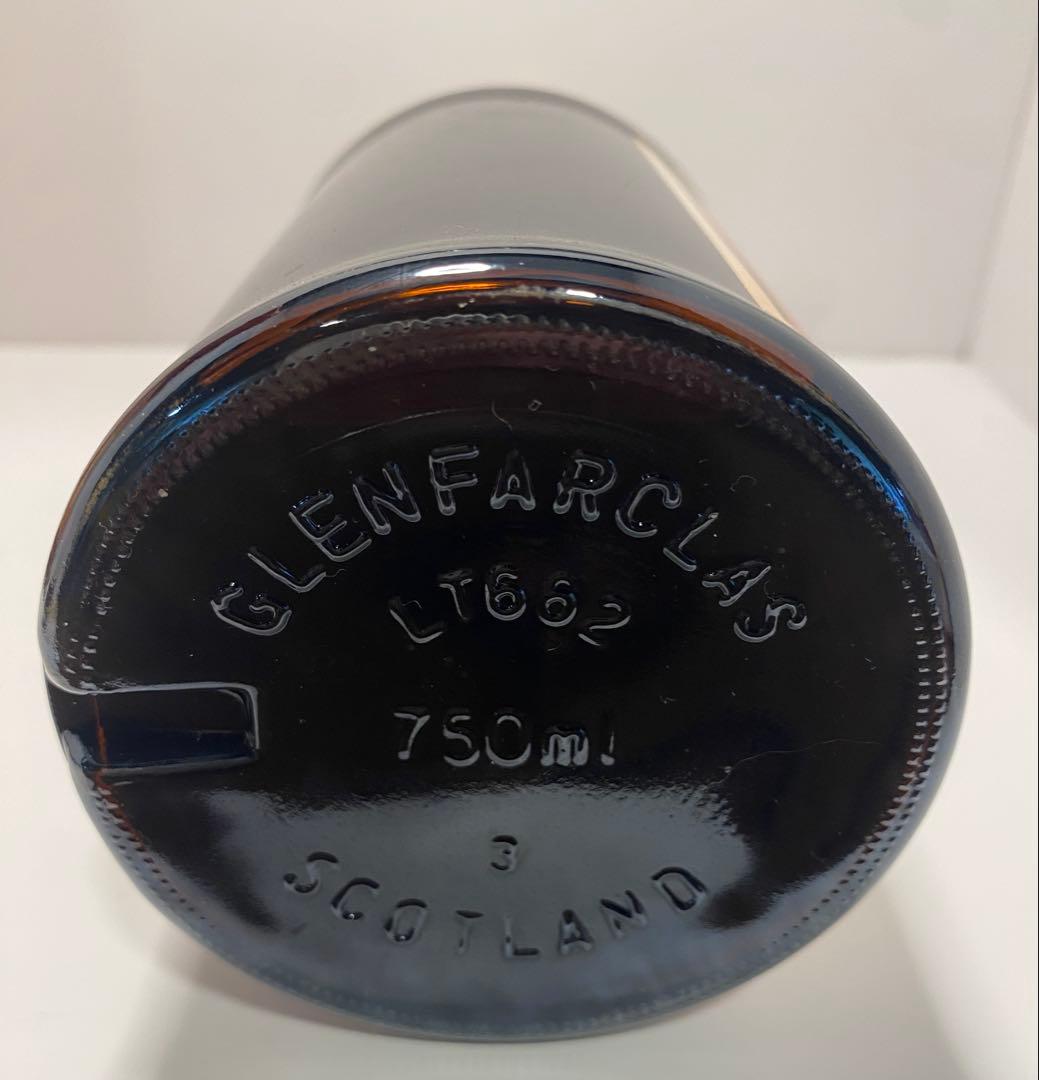 GLENFARCLAS
LT662
750ml
3
SCOTLAND